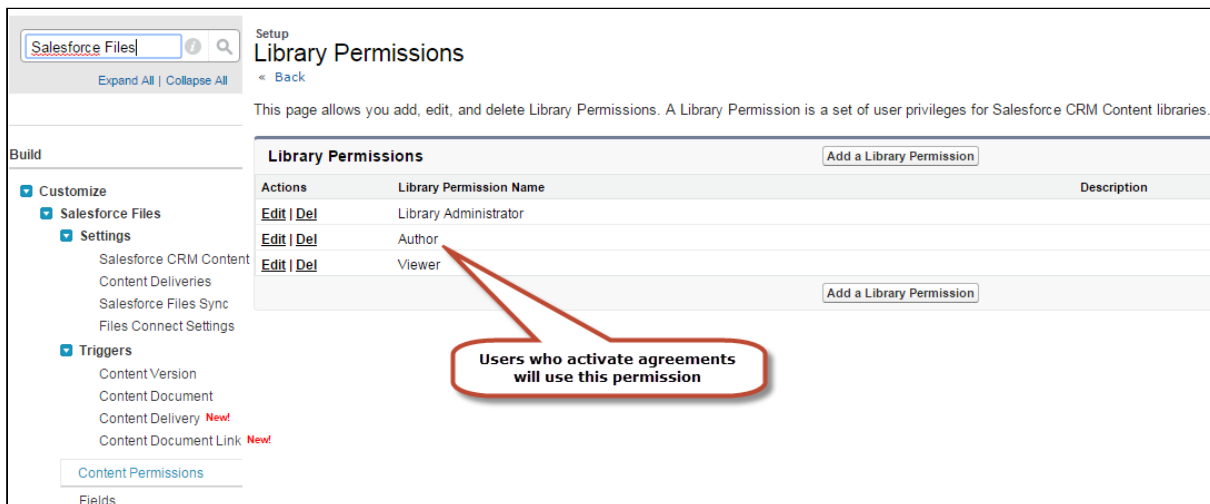 Salesforce Files
Expand All | Collapse All
Setup
Library Permissions
« Back
This page allows you add, edit, and delete Library Permissions. A Library Permission is a set of user privileges for Salesforce CRM Content libraries.
Build
Customize
Salesforce Files
Settings
Salesforce CRM Content
Content Deliveries
Salesforce Files Sync
Files Connect Settings
Triggers
Content Version
Content Document
Content Delivery New!
Content Document Link New!
Content Permissions
Fields
Library Permissions Add a Library Permission
Actions Library Permission Name Description
Edit | Del Library Administrator
Edit | Del Author
Edit | Del Viewer
Add a Library Permission
Users who activate agreements
will use this permission